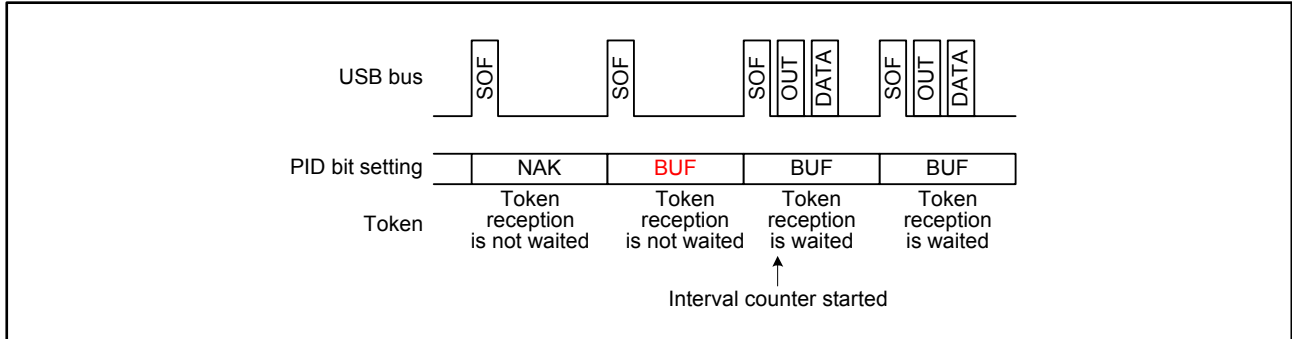 USB bus SOF SOF SOF OUT DATA SOF OUT DATA
PID bit setting NAK BUF BUF BUF
Token
Token reception is not waited
Token reception is not waited
Token reception is waited
Token reception is waited
Interval counter started